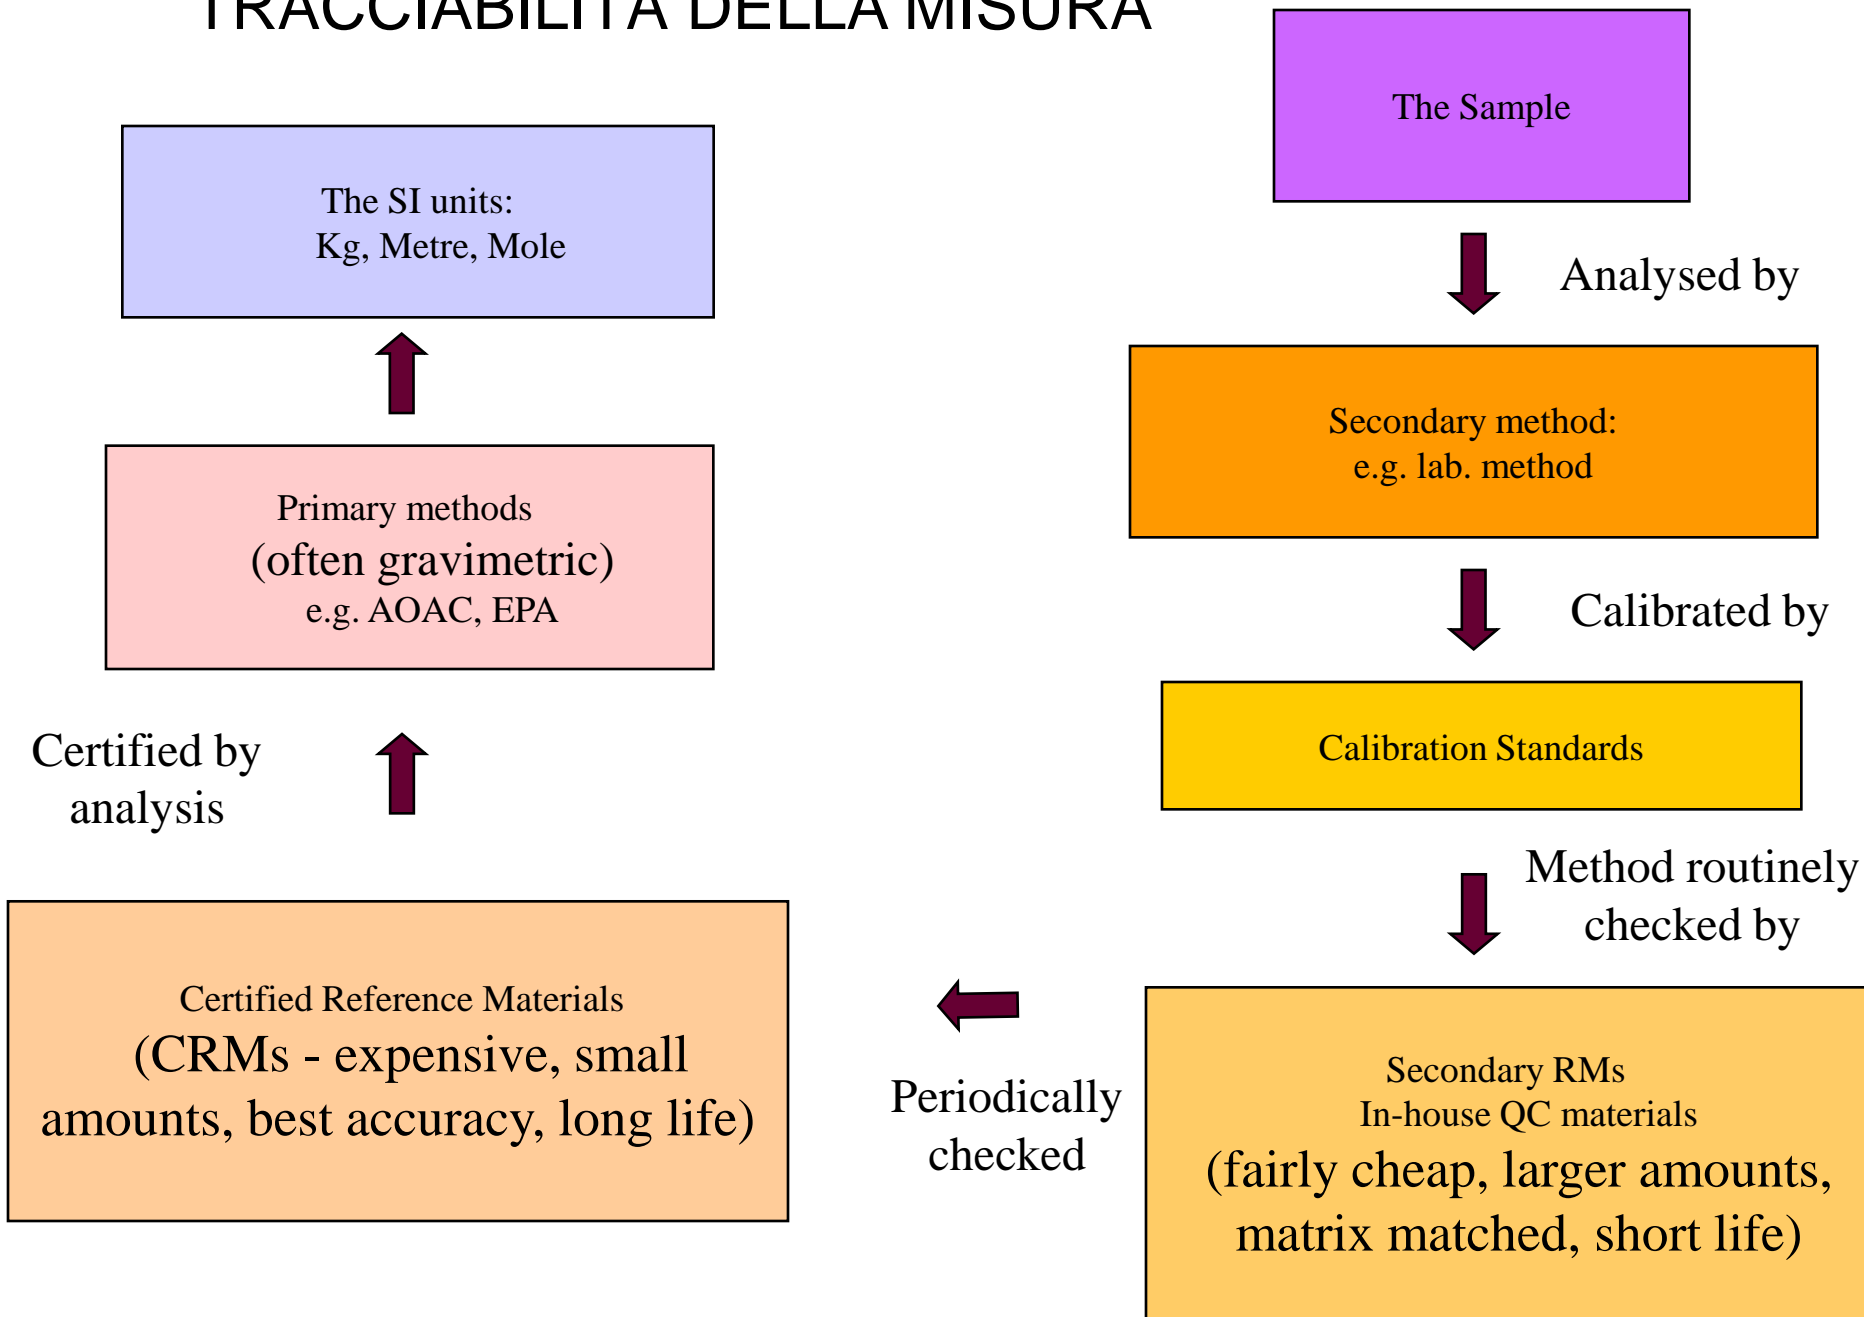 TRACCIABILITÀ DELLA MISURA
The Sample
Analysed by
Secondary method:
e.g. lab. method
Calibrated by
Calibration Standards
Method routinely
checked by
Secondary RMs
In-house QC materials
(fairly cheap, larger amounts,
matrix matched, short life)
Periodically
checked
Certified Reference Materials
(CRMs - expensive, small
amounts, best accuracy, long life)
Certified by
analysis
Primary methods
(often gravimetric)
e.g. AOAC, EPA
The SI units:
Kg, Metre, Mole